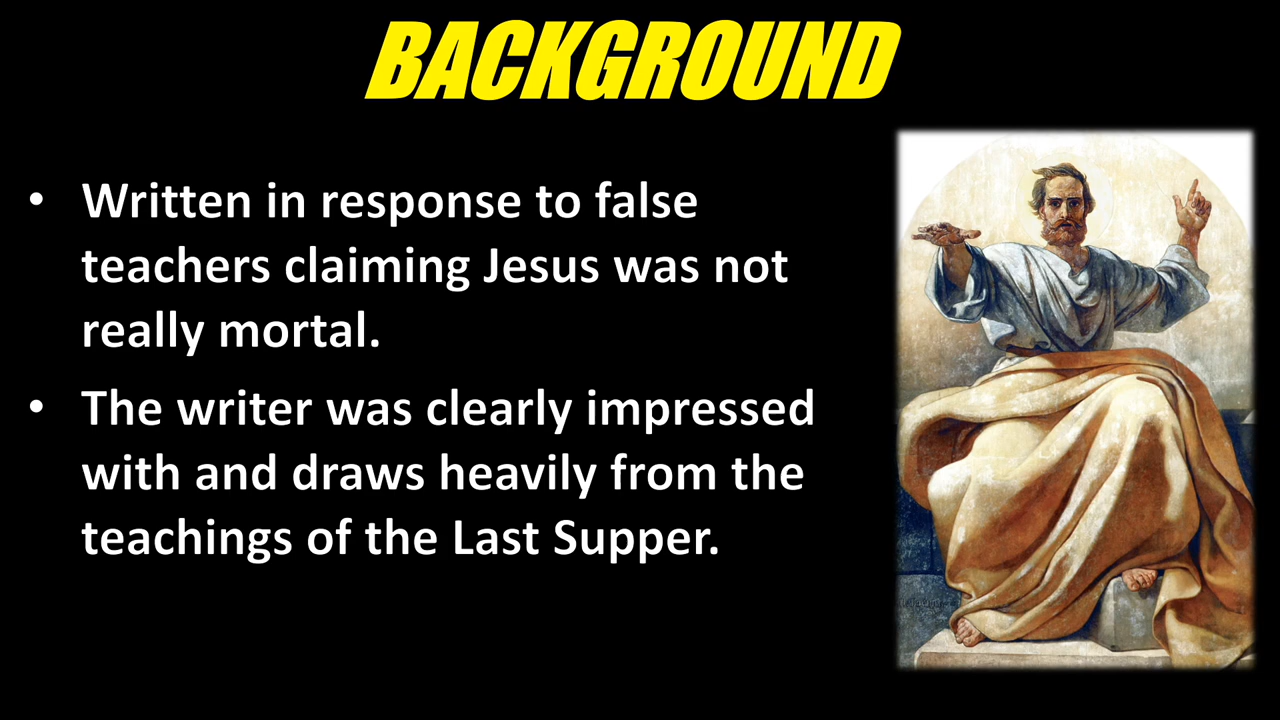 BACKGROUND
• Written in response to false
teachers claiming Jesus was not
really mortal.
• The writer was clearly impressed
with and draws heavily from the
teachings of the Last Supper.